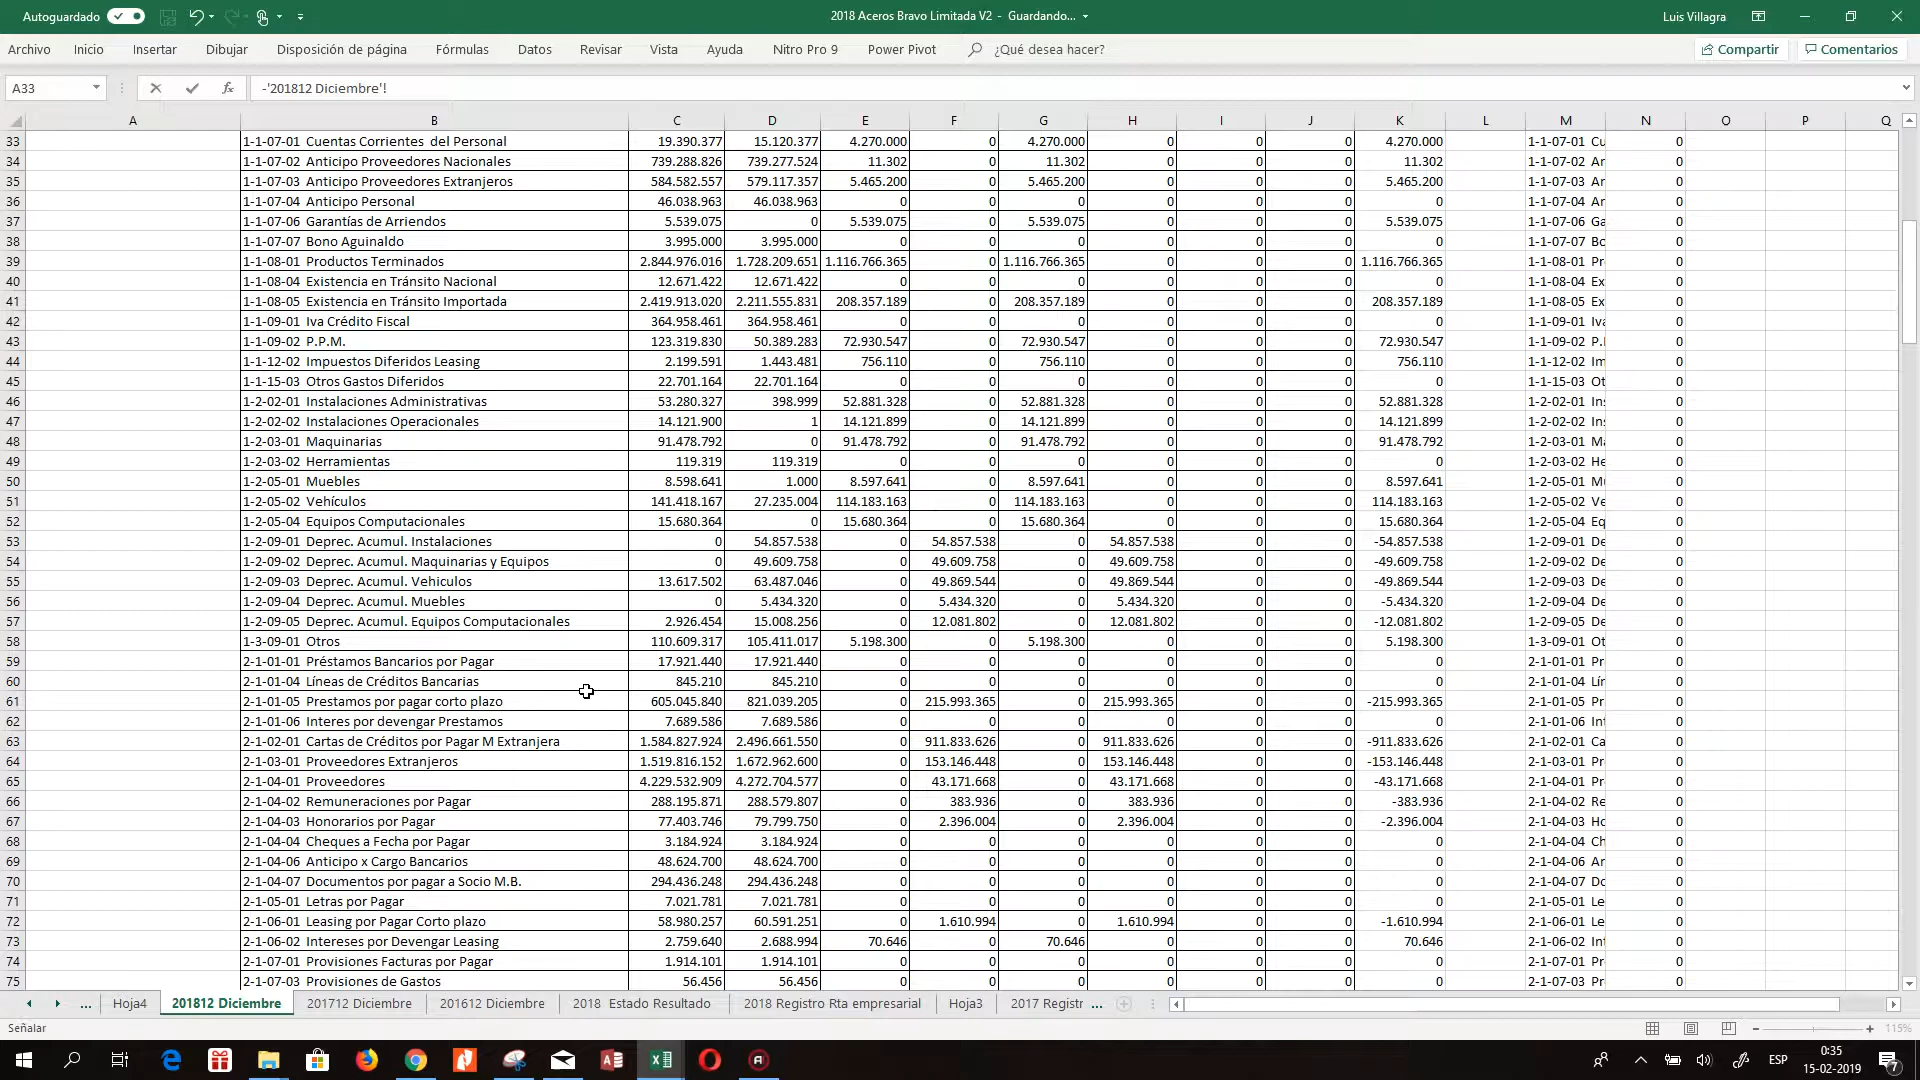 Autoguardado 2018 Aceros Bravo Limitada V2 - Guardando... Luis Villagra
Archivo Inicio Insertar Dibujar Disposición de página Fórmulas Datos Revisar Vista Ayuda Nitro Pro 9 Power Pivot ¿Qué desea hacer? Compartir Comentarios
A33 fx -'201812 Diciembre'!
A B C D E F G H I J K L M N O P Q
33 1-1-07-01 Cuentas Corrientes del Personal 19.390.377 15.120.377 4.270.000 0 4.270.000 0 0 0 4.270.000 1-1-07-01 Cu 0
34 1-1-07-02 Anticipo Proveedores Nacionales 739.288.826 739.277.524 11.302 0 11.302 0 0 0 11.302 1-1-07-02 Ar 0
35 1-1-07-03 Anticipo Proveedores Extranjeros 584.582.557 579.117.357 5.465.200 0 5.465.200 0 0 0 5.465.200 1-1-07-03 Ar 0
36 1-1-07-04 Anticipo Personal 46.038.963 46.038.963 0 0 0 0 0 0 0 1-1-07-04 Ar 0
37 1-1-07-06 Garantías de Arriendos 5.539.075 0 5.539.075 0 5.539.075 0 0 0 5.539.075 1-1-07-06 Ga 0
38 1-1-07-07 Bono Aguinaldo 3.995.000 3.995.000 0 0 0 0 0 0 0 1-1-07-07 Bc 0
39 1-1-08-01 Productos Terminados 2.844.976.016 1.728.209.651 1.116.766.365 0 1.116.766.365 0 0 0 1.116.766.365 1-1-08-01 Pr 0
40 1-1-08-04 Existencia en Tránsito Nacional 12.671.422 12.671.422 0 0 0 0 0 0 0 1-1-08-04 Ex 0
41 1-1-08-05 Existencia en Tránsito Importada 2.419.913.020 2.211.555.831 208.357.189 0 208.357.189 0 0 0 208.357.189 1-1-08-05 Ex 0
42 1-1-09-01 Iva Crédito Fiscal 364.958.461 364.958.461 0 0 0 0 0 0 0 1-1-09-01 Iva 0
43 1-1-09-02 P.P.M. 123.319.830 50.389.283 72.930.547 0 72.930.547 0 0 0 72.930.547 1-1-09-02 P.I 0
44 1-1-12-02 Impuestos Diferidos Leasing 2.199.591 1.443.481 756.110 0 756.110 0 0 0 756.110 1-1-12-02 Im 0
45 1-1-15-03 Otros Gastos Diferidos 22.701.164 22.701.164 0 0 0 0 0 0 0 1-1-15-03 Ot 0
46 1-2-02-01 Instalaciones Administrativas 53.280.327 398.999 52.881.328 0 52.881.328 0 0 0 52.881.328 1-2-02-01 In: 0
47 1-2-02-02 Instalaciones Operacionales 14.121.900 1 14.121.899 0 14.121.899 0 0 0 14.121.899 1-2-02-02 In: 0
48 1-2-03-01 Maquinarias 91.478.792 0 91.478.792 0 91.478.792 0 0 0 91.478.792 1-2-03-01 Ma 0
49 1-2-03-02 Herramientas 119.319 119.319 0 0 0 0 0 0 0 1-2-03-02 He 0
50 1-2-05-01 Muebles 8.598.641 1.000 8.597.641 0 8.597.641 0 0 0 8.597.641 1-2-05-01 Mu 0
51 1-2-05-02 Vehículos 141.418.167 27.235.004 114.183.163 0 114.183.163 0 0 0 114.183.163 1-2-05-02 Ve 0
52 1-2-05-04 Equipos Computacionales 15.680.364 0 15.680.364 0 15.680.364 0 0 0 15.680.364 1-2-05-04 Eq 0
53 1-2-09-01 Deprec. Acumul. Instalaciones 0 54.857.538 0 54.857.538 0 54.857.538 0 0 -54.857.538 1-2-09-01 De 0
54 1-2-09-02 Deprec. Acumul. Maquinarias y Equipos 0 49.609.758 0 49.609.758 0 49.609.758 0 0 -49.609.758 1-2-09-02 De 0
55 1-2-09-03 Deprec. Acumul. Vehiculos 13.617.502 63.487.046 0 49.869.544 0 49.869.544 0 0 -49.869.544 1-2-09-03 De 0
56 1-2-09-04 Deprec. Acumul. Muebles 0 5.434.320 0 5.434.320 0 5.434.320 0 0 -5.434.320 1-2-09-04 De 0
57 1-2-09-05 Deprec. Acumul. Equipos Computacionales 2.926.454 15.008.256 0 12.081.802 0 12.081.802 0 0 -12.081.802 1-2-09-05 De 0
58 1-3-09-01 Otros 110.609.317 105.411.017 5.198.300 0 5.198.300 0 0 0 5.198.300 1-3-09-01 Ot 0
59 2-1-01-01 Préstamos Bancarios por Pagar 17.921.440 17.921.440 0 0 0 0 0 0 0 2-1-01-01 Pr 0
60 2-1-01-04 Líneas de Créditos Bancarias 845.210 845.210 0 0 0 0 0 0 0 2-1-01-04 Lír 0
61 2-1-01-05 Prestamos por pagar corto plazo 605.045.840 821.039.205 0 215.993.365 0 215.993.365 0 0 -215.993.365 2-1-01-05 Pr 0
62 2-1-01-06 Interes por devengar Prestamos 7.689.586 7.689.586 0 0 0 0 0 0 0 2-1-01-06 Int 0
63 2-1-02-01 Cartas de Créditos por Pagar M Extranjera 1.584.827.924 2.496.661.550 0 911.833.626 0 911.833.626 0 0 -911.833.626 2-1-02-01 Ca 0
64 2-1-03-01 Proveedores Extranjeros 1.519.816.152 1.672.962.600 0 153.146.448 0 153.146.448 0 0 -153.146.448 2-1-03-01 Pr 0
65 2-1-04-01 Proveedores 4.229.532.909 4.272.704.577 0 43.171.668 0 43.171.668 0 0 -43.171.668 2-1-04-01 Pr 0
66 2-1-04-02 Remuneraciones por Pagar 288.195.871 288.579.807 0 383.936 0 383.936 0 0 -383.936 2-1-04-02 Re 0
67 2-1-04-03 Honorarios por Pagar 77.403.746 79.799.750 0 2.396.004 0 2.396.004 0 0 -2.396.004 2-1-04-03 Hc 0
68 2-1-04-04 Cheques a Fecha por Pagar 3.184.924 3.184.924 0 0 0 0 0 0 0 2-1-04-04 Ch 0
69 2-1-04-06 Anticipo x Cargo Bancarios 48.624.700 48.624.700 0 0 0 0 0 0 0 2-1-04-06 Ar 0
70 2-1-04-07 Documentos por pagar a Socio M.B. 294.436.248 294.436.248 0 0 0 0 0 0 0 2-1-04-07 Dc 0
71 2-1-05-01 Letras por Pagar 7.021.781 7.021.781 0 0 0 0 0 0 0 2-1-05-01 Le 0
72 2-1-06-01 Leasing por Pagar Corto plazo 58.980.257 60.591.251 0 1.610.994 0 1.610.994 0 0 -1.610.994 2-1-06-01 Le 0
73 2-1-06-02 Intereses por Devengar Leasing 2.759.640 2.688.994 70.646 0 70.646 0 0 0 70.646 2-1-06-02 Int 0
74 2-1-07-01 Provisiones Facturas por Pagar 1.914.101 1.914.101 0 0 0 0 0 0 0 2-1-07-01 Pr 0
75 2-1-07-03 Provisiones de Gastos 56.456 56.456 0 0 0 0 0 0 0 2-1-07-03 Pr 0
... Hoja4 201812 Diciembre 201712 Diciembre 201612 Diciembre 2018 Estado Resultado 2018 Registro Rta empresarial Hoja3 2017 Registr ...
Señalar 115%
ESP 0:35
15-02-2019 7